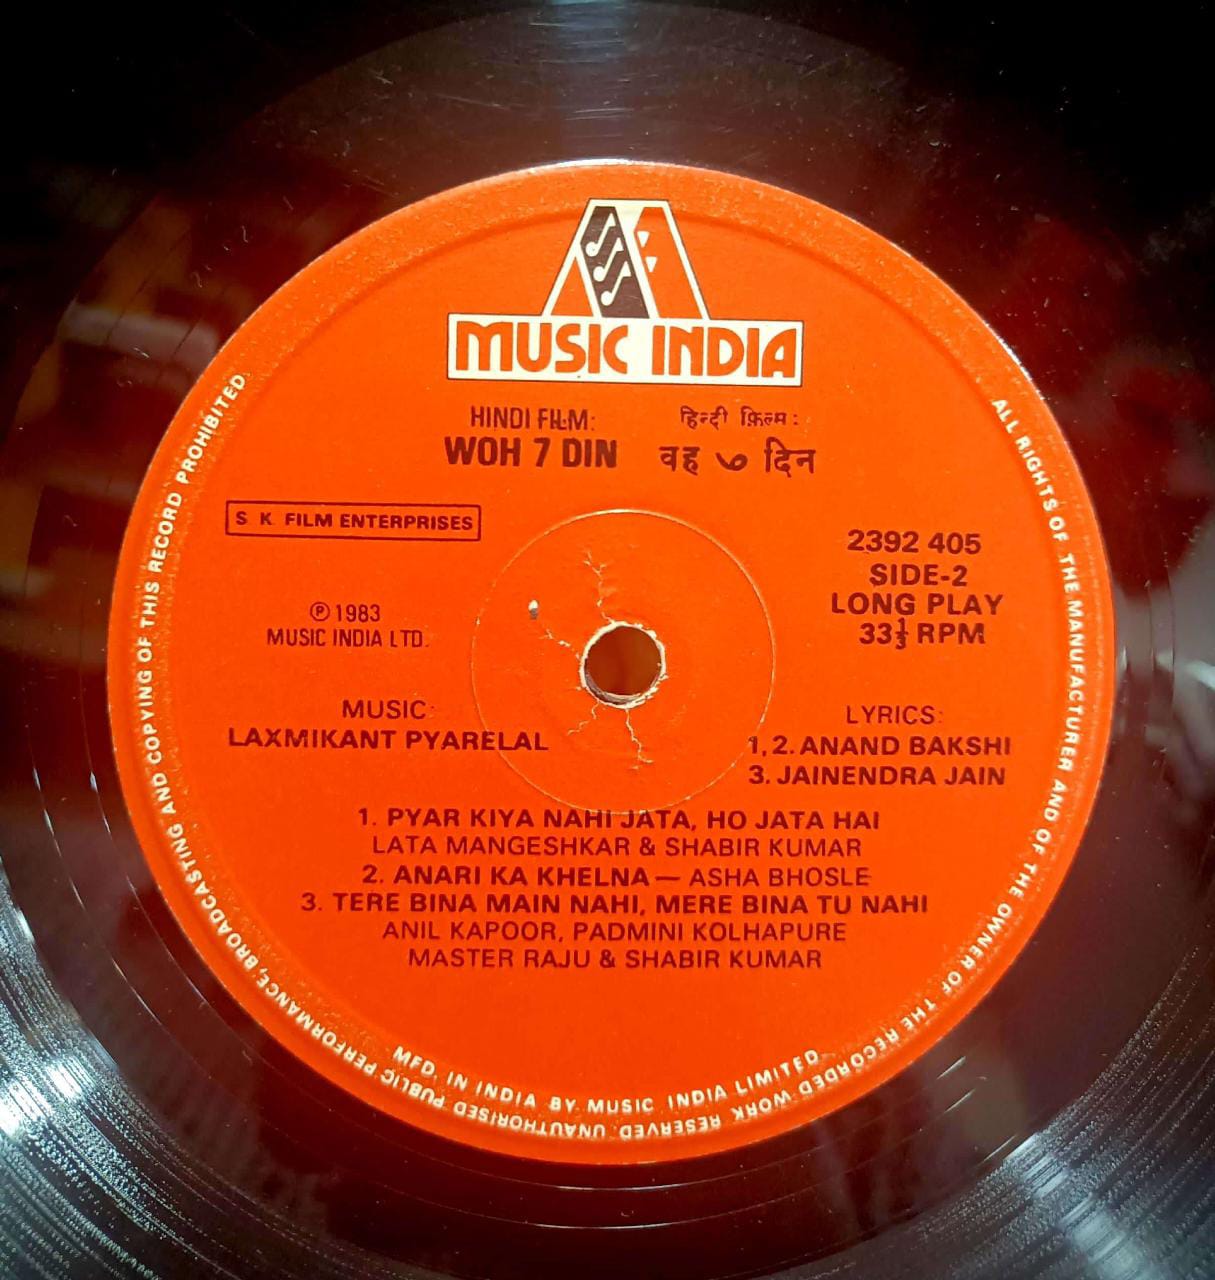 MUSIC INDIA
HINDI FILM:
हिन्दी फ़िल्म :
WOH 7 DIN
वह ७ दिन
S K FILM ENTERPRISES
2392 405
SIDE-2
LONG PLAY
33⅓ RPM
Ⓟ 1983
MUSIC INDIA LTD.
MUSIC:
LAXMIKANT PYARELAL
LYRICS:
1,2. ANAND BAKSHI
3. JAINENDRA JAIN
1. PYAR KIYA NAHI JATA, HO JATA HAI
LATA MANGESHKAR & SHABIR KUMAR
2. ANARI KA KHELNA — ASHA BHOSLE
3. TERE BINA MAIN NAHI, MERE BINA TU NAHI
ANIL KAPOOR, PADMINI KOLHAPURE
MASTER RAJU & SHABIR KUMAR
MFD. IN INDIA BY MUSIC INDIA LIMITED
ALL RIGHTS OF THE MANUFACTURER AND OF THE OWNER OF THE RECORDED WORK RESERVED UNAUTHORISED PUBLIC PERFORMANCE, BROADCASTING AND COPYING OF THIS RECORD PROHIBITED